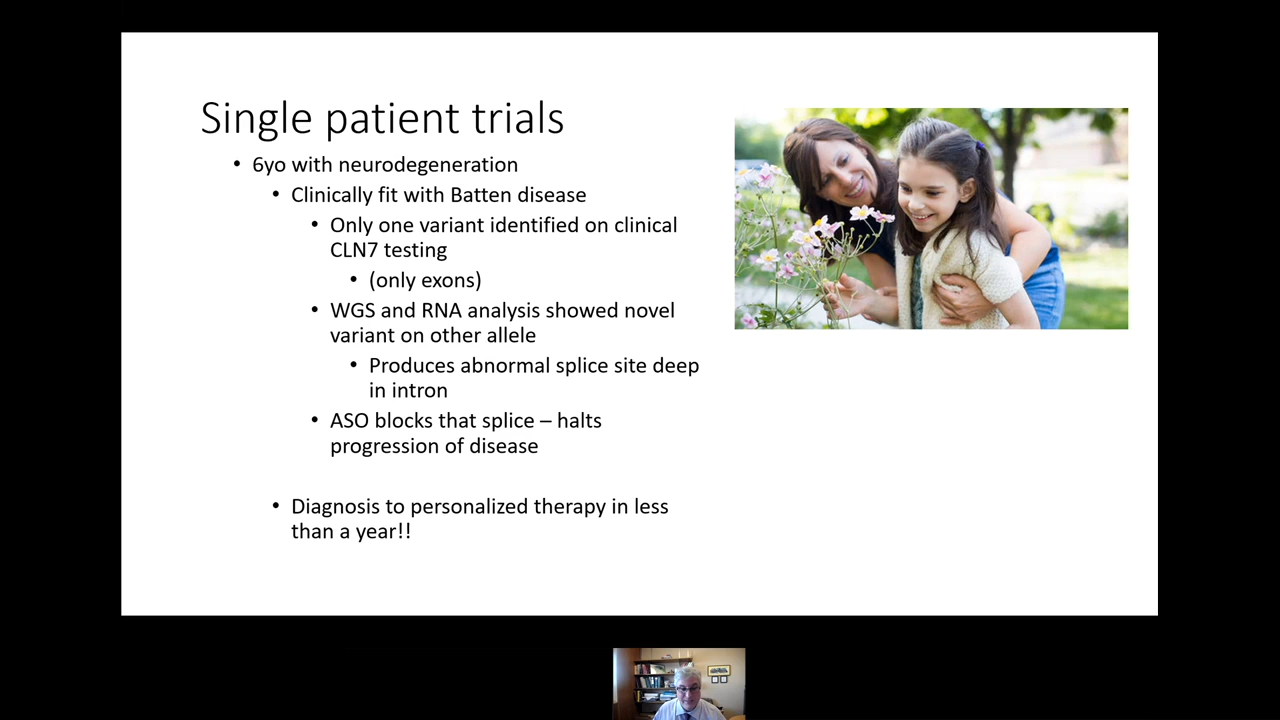 Single patient trials
• 6yo with neurodegeneration
• Clinically fit with Batten disease
• Only one variant identified on clinical
CLN7 testing
• (only exons)
• WGS and RNA analysis showed novel
variant on other allele
• Produces abnormal splice site deep
in intron
• ASO blocks that splice – halts
progression of disease
• Diagnosis to personalized therapy in less
than a year!!